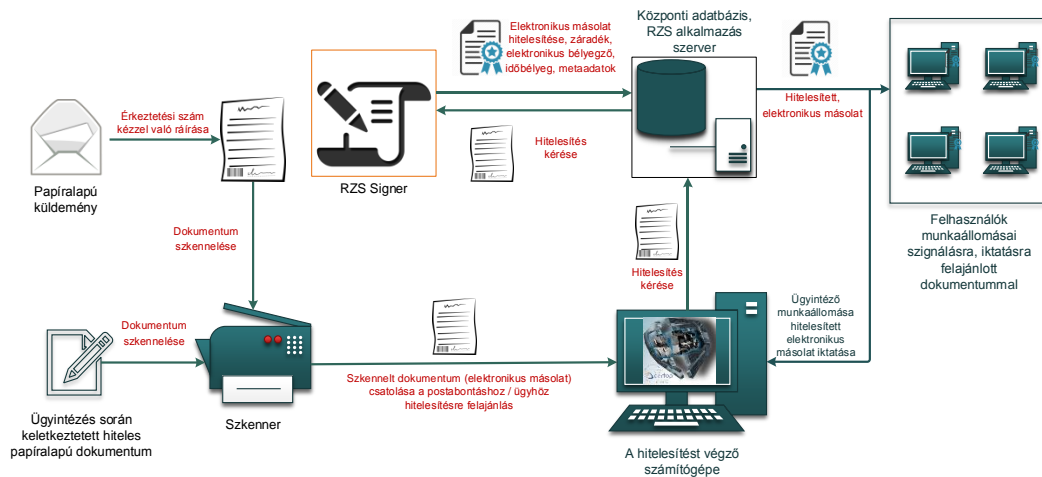 Elektronikus másolat
hitelesítése, záradék,
elektronikus bélyegző,
időbélyeg, metaadatok
Központi adatbázis,
RZS alkalmazás
szerver
Érkeztetési szám
kézzel való ráírása
Hitelesített,
elektronikus másolat
Hitelesítés
kérése
Papíralapú
küldemény
RZS Signer
Felhasználók
munkaállomásai
szignálásra, iktatásra
felajánlott
dokumentummal
Dokumentum
szkennelése
Hitelesítés
kérése
Ügyintéző
munkaállomása
hitelesített
elektronikus
másolat iktatása
Dokumentum
szkennelése
Szkennelt dokumentum (elektronikus másolat)
csatolása a postabontáshoz / ügyhöz
hitelesítésre felajánlás
Ügyintézés során
keletkeztetett hiteles
papíralapú dokumentum
Szkenner
A hitelesítést végző
számítógépe